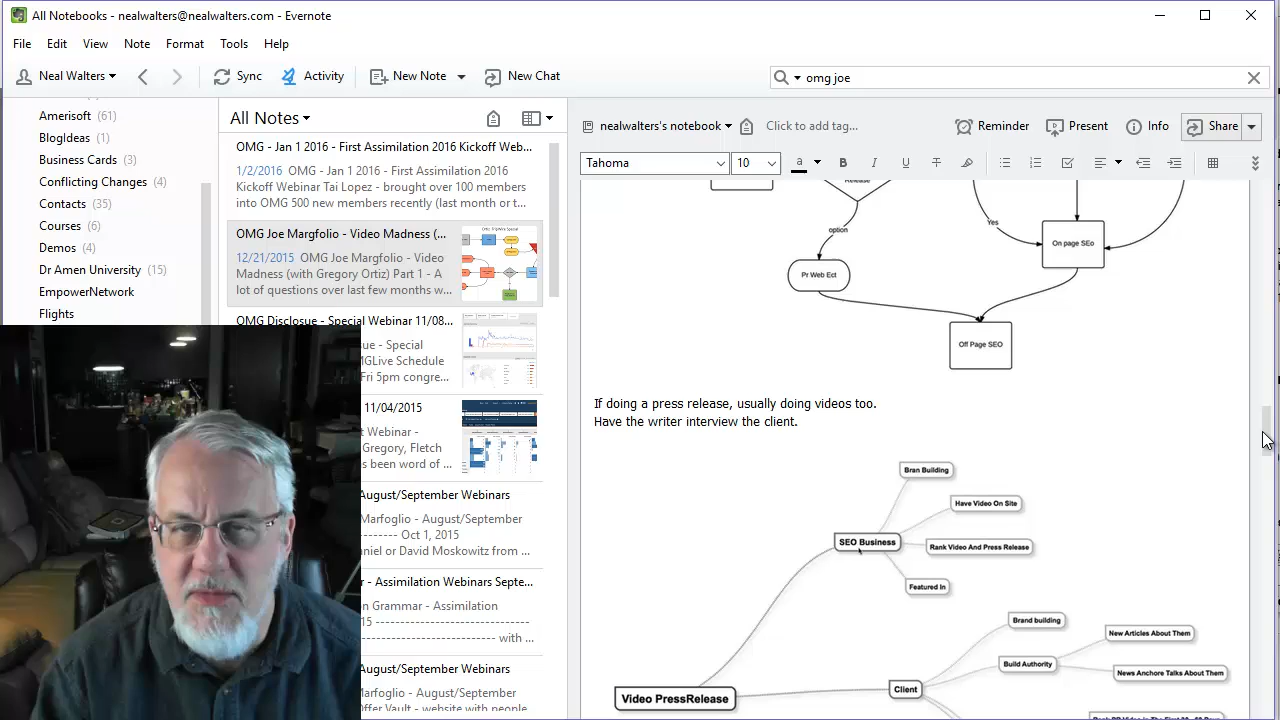 All Notebooks - nealwalters@nealwalters.com - Evernote
File Edit View Note Format Tools Help
Neal Walters Sync Activity New Note New Chat omg joe
Amerisoft (61)
BlogIdeas (1)
Business Cards (3)
Conflicting Changes (4)
Contacts (35)
Courses (6)
Demos (4)
Dr Amen University (15)
EmpowerNetwork
Flights
All Notes
OMG - Jan 1 2016 - First Assimilation 2016 Kickoff Web...
1/2/2016 OMG - Jan 1 2016 - First Assimilation 2016
Kickoff Webinar Tai Lopez - brought over 100 members
into OMG 500 new members recently (last month or t...
OMG Joe Margfolio - Video Madness (...
12/27/2015 OMG Joe Margfolio - Video
Madness (with Gregory Ortiz) Part 1 - A
lot of questions over last few months w...
OMG Disclosue - Special Webinar 11/08...
ue - Special
MGLive Schedule
Fri 5pm congre...
11/04/2015
Webinar -
Gregory, Fletch
s been word of ...
August/September Webinars
Marfoglio - August/September
---------- Oct 1, 2015
niel or David Moskowitz from ...
r - Assimilation Webinars Septe...
on Grammar - Assimilation
15 --------------------------------
-------------------------- with ...
August/September Webinars
Marfoglio - August/September
Offer Vault - website with people
nealwalters's notebook Click to add tag... Reminder Present Info Share
Tahoma 10 a B I U T
Release
option
Yes
On page SEo
Pr Web Ect
Off Page SEO
If doing a press release, usually doing videos too.
Have the writer interview the client.
Bran Building
Have Video On Site
SEO Business
Rank Video And Press Release
Featured In
Brand building
New Articles About Them
Build Authority
News Anchore Talks About Them
Client
Video PressRelease